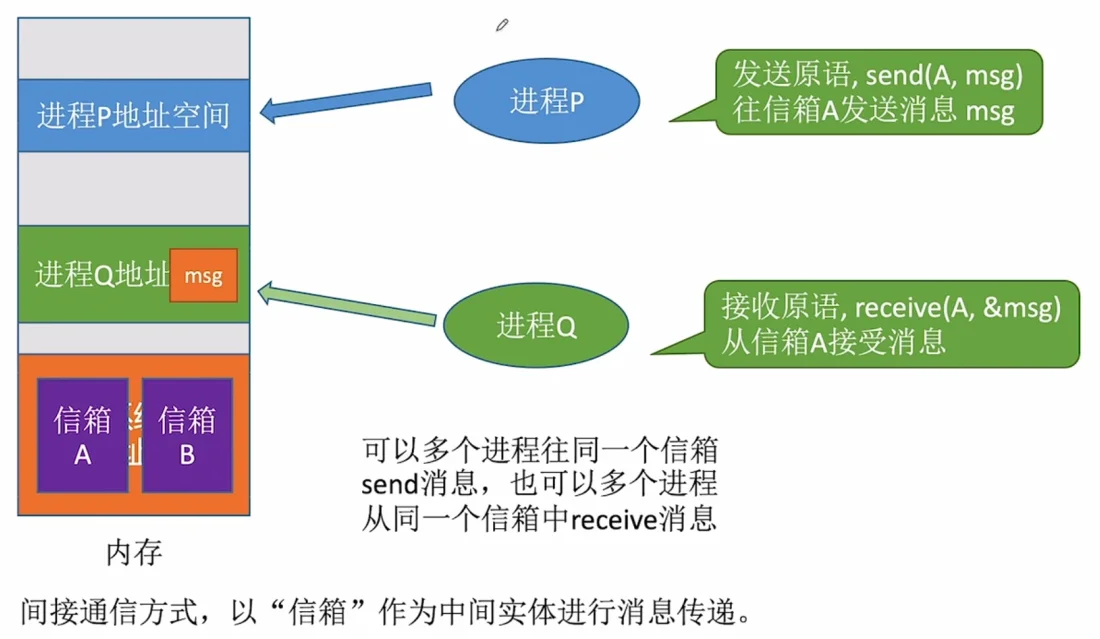 进程P地址空间
进程P
发送原语, send(A, msg)
往信箱A发送消息 msg
进程Q地址
msg
进程Q
接收原语, receive(A, &msg)
从信箱A接受消息
信箱
A
信箱
B
可以多个进程往同一个信箱
send消息，也可以多个进程
从同一个信箱中receive消息
内存
间接通信方式，以“信箱”作为中间实体进行消息传递。